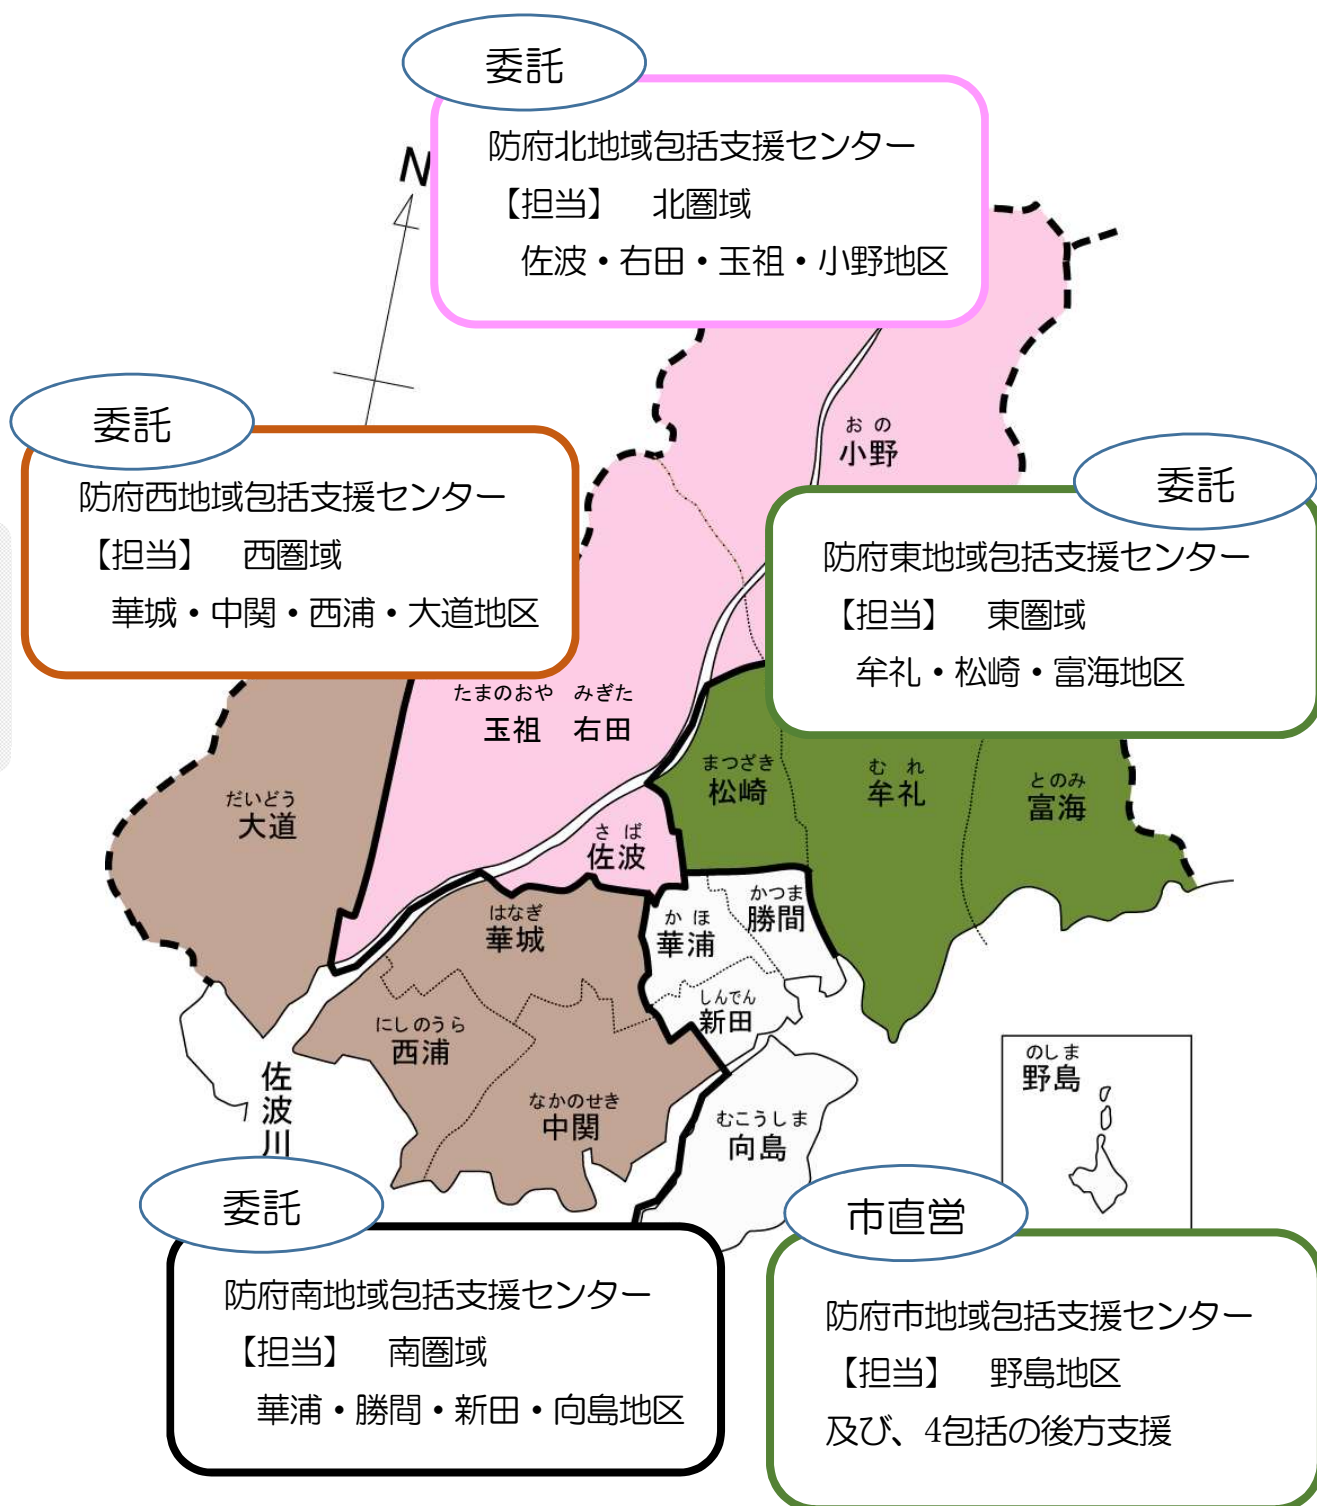 委託
防府北地域包括支援センター
【担当】　北圏域
佐波・右田・玉祖・小野地区
N
委託
防府西地域包括支援センター
【担当】　西圏域
華城・中関・西浦・大道地区
おの
小野
委託
防府東地域包括支援センター
【担当】　東圏域
牟礼・松崎・富海地区
たまのおや　みぎた
玉祖　右田
まつざき
松崎
むれ
牟礼
とのみ
富海
だいどう
大道
さば
佐波
はなぎ
華城
かほ
華浦
かつま
勝間
しんでん
新田
にしのうら
西浦
なかのせき
中関
むこうしま
向島
のしま
野島
佐波川
委託
防府南地域包括支援センター
【担当】　南圏域
華浦・勝間・新田・向島地区
市直営
防府市地域包括支援センター
【担当】　野島地区
及び、4包括の後方支援